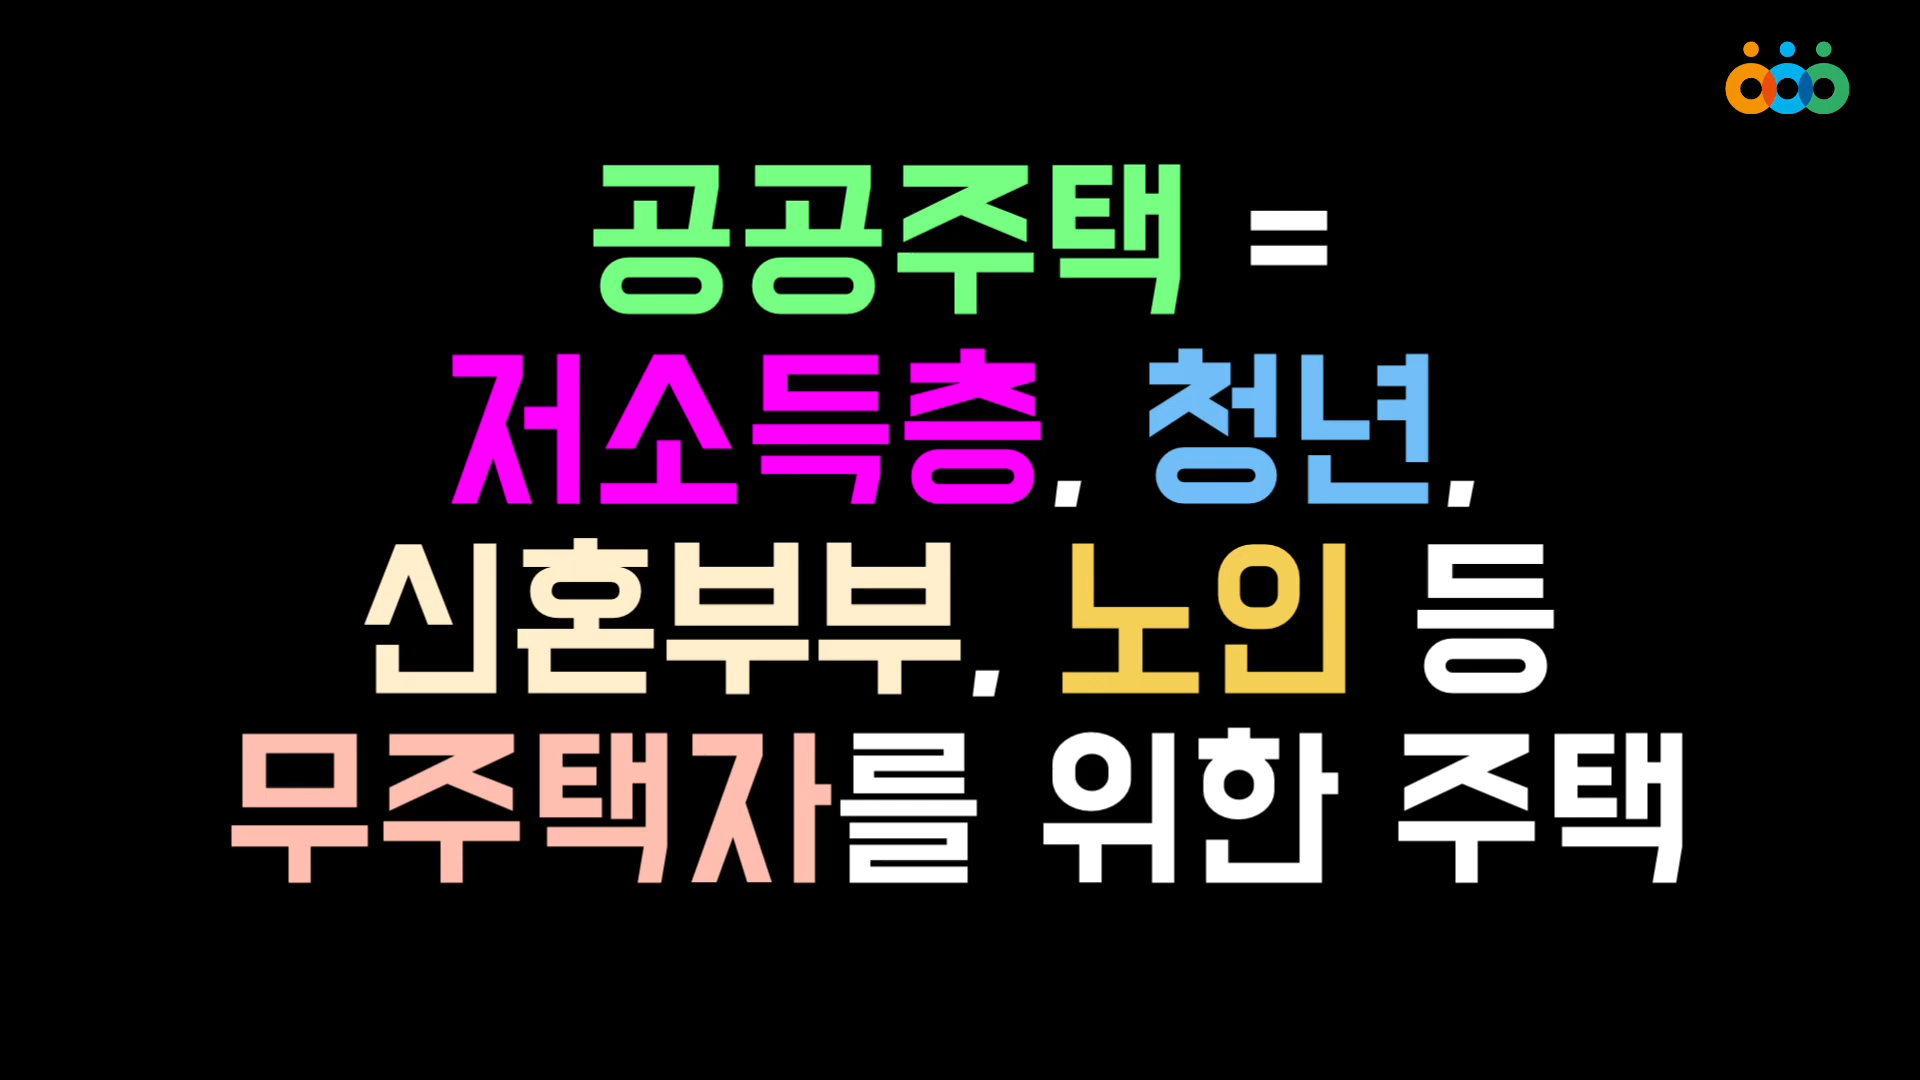 공공주택 =
저소득층, 청년,
신혼부부, 노인 등
무주택자를 위한 주택